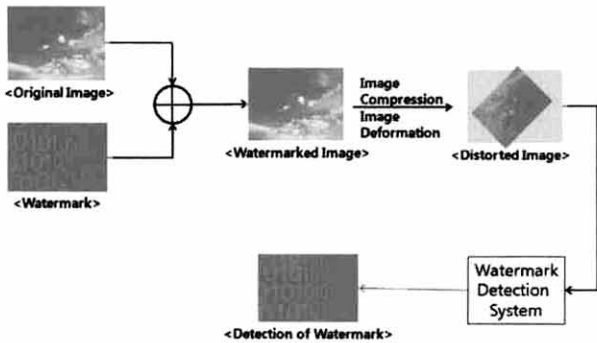 <Original Image>
<Watermark>
<Watermarked Image>
Image
Compression
Image
Deformation
<Distorted Image>
Watermark
Detection
System
<Detection of Watermark>